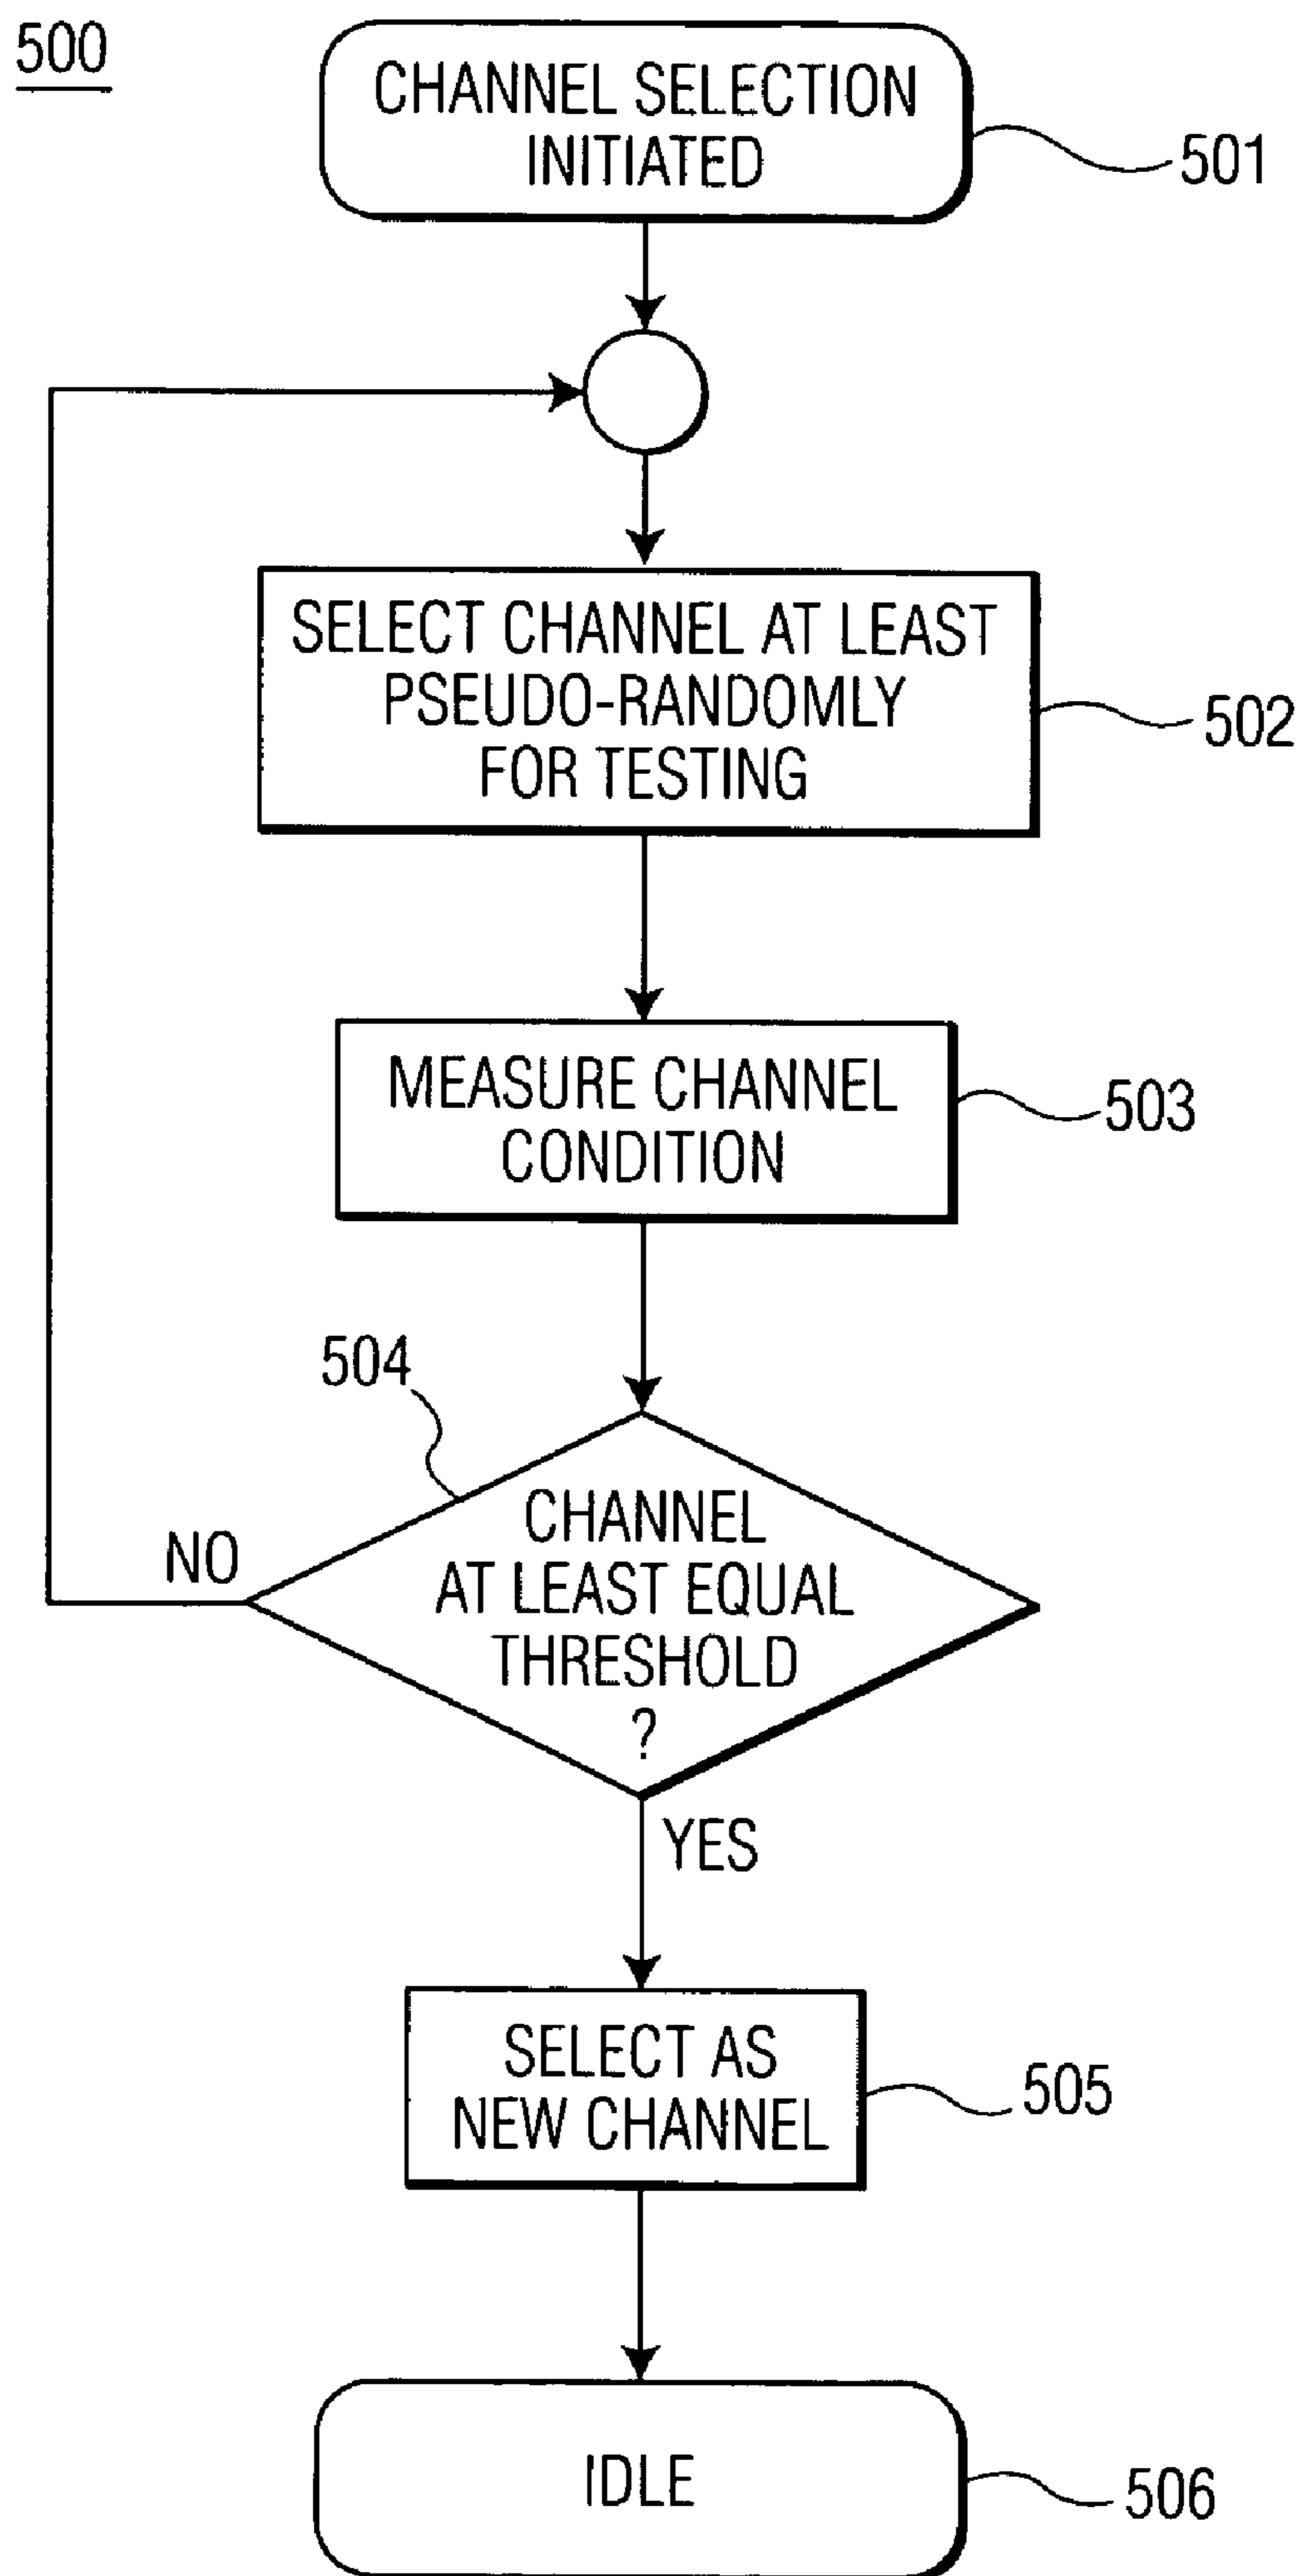 500
CHANNEL SELECTION
INITIATED
501
SELECT CHANNEL AT LEAST
PSEUDO-RANDOMLY
FOR TESTING
502
MEASURE CHANNEL
CONDITION
503
504
CHANNEL
AT LEAST EQUAL
THRESHOLD
?
NO
YES
SELECT AS
NEW CHANNEL
505
IDLE
506